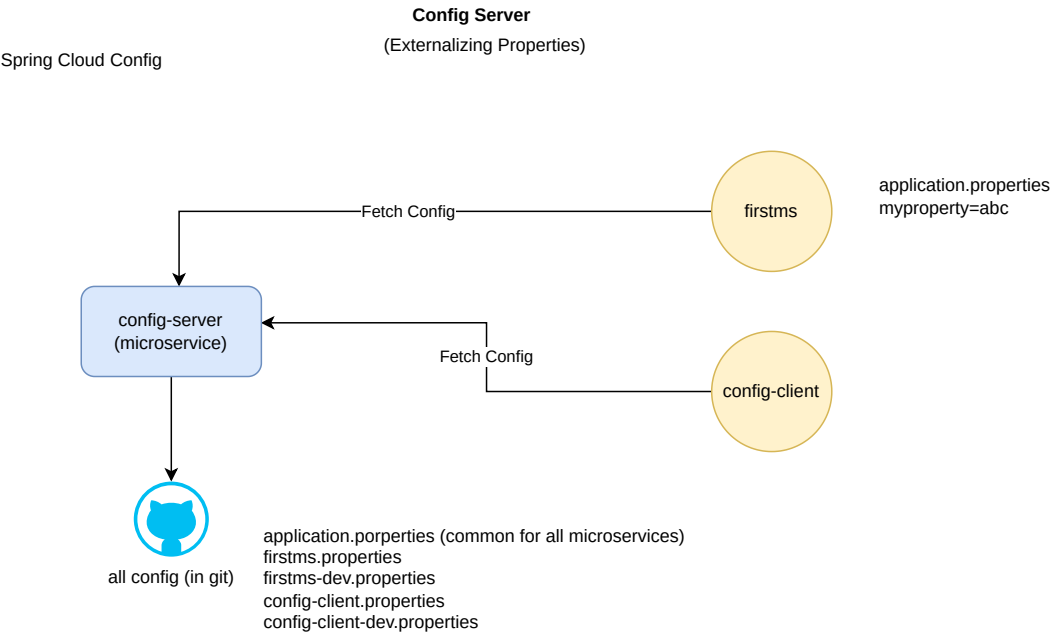 Config Server
(Externalizing Properties)
Spring Cloud Config
application.properties
myproperty=abc
Fetch Config
firstms
config-server
(microservice)
Fetch Config
config-client
application.porperties (common for all microservices)
firstms.properties
all config (in git)
firstms-dev.properties
config-client.properties
config-client-dev.properties